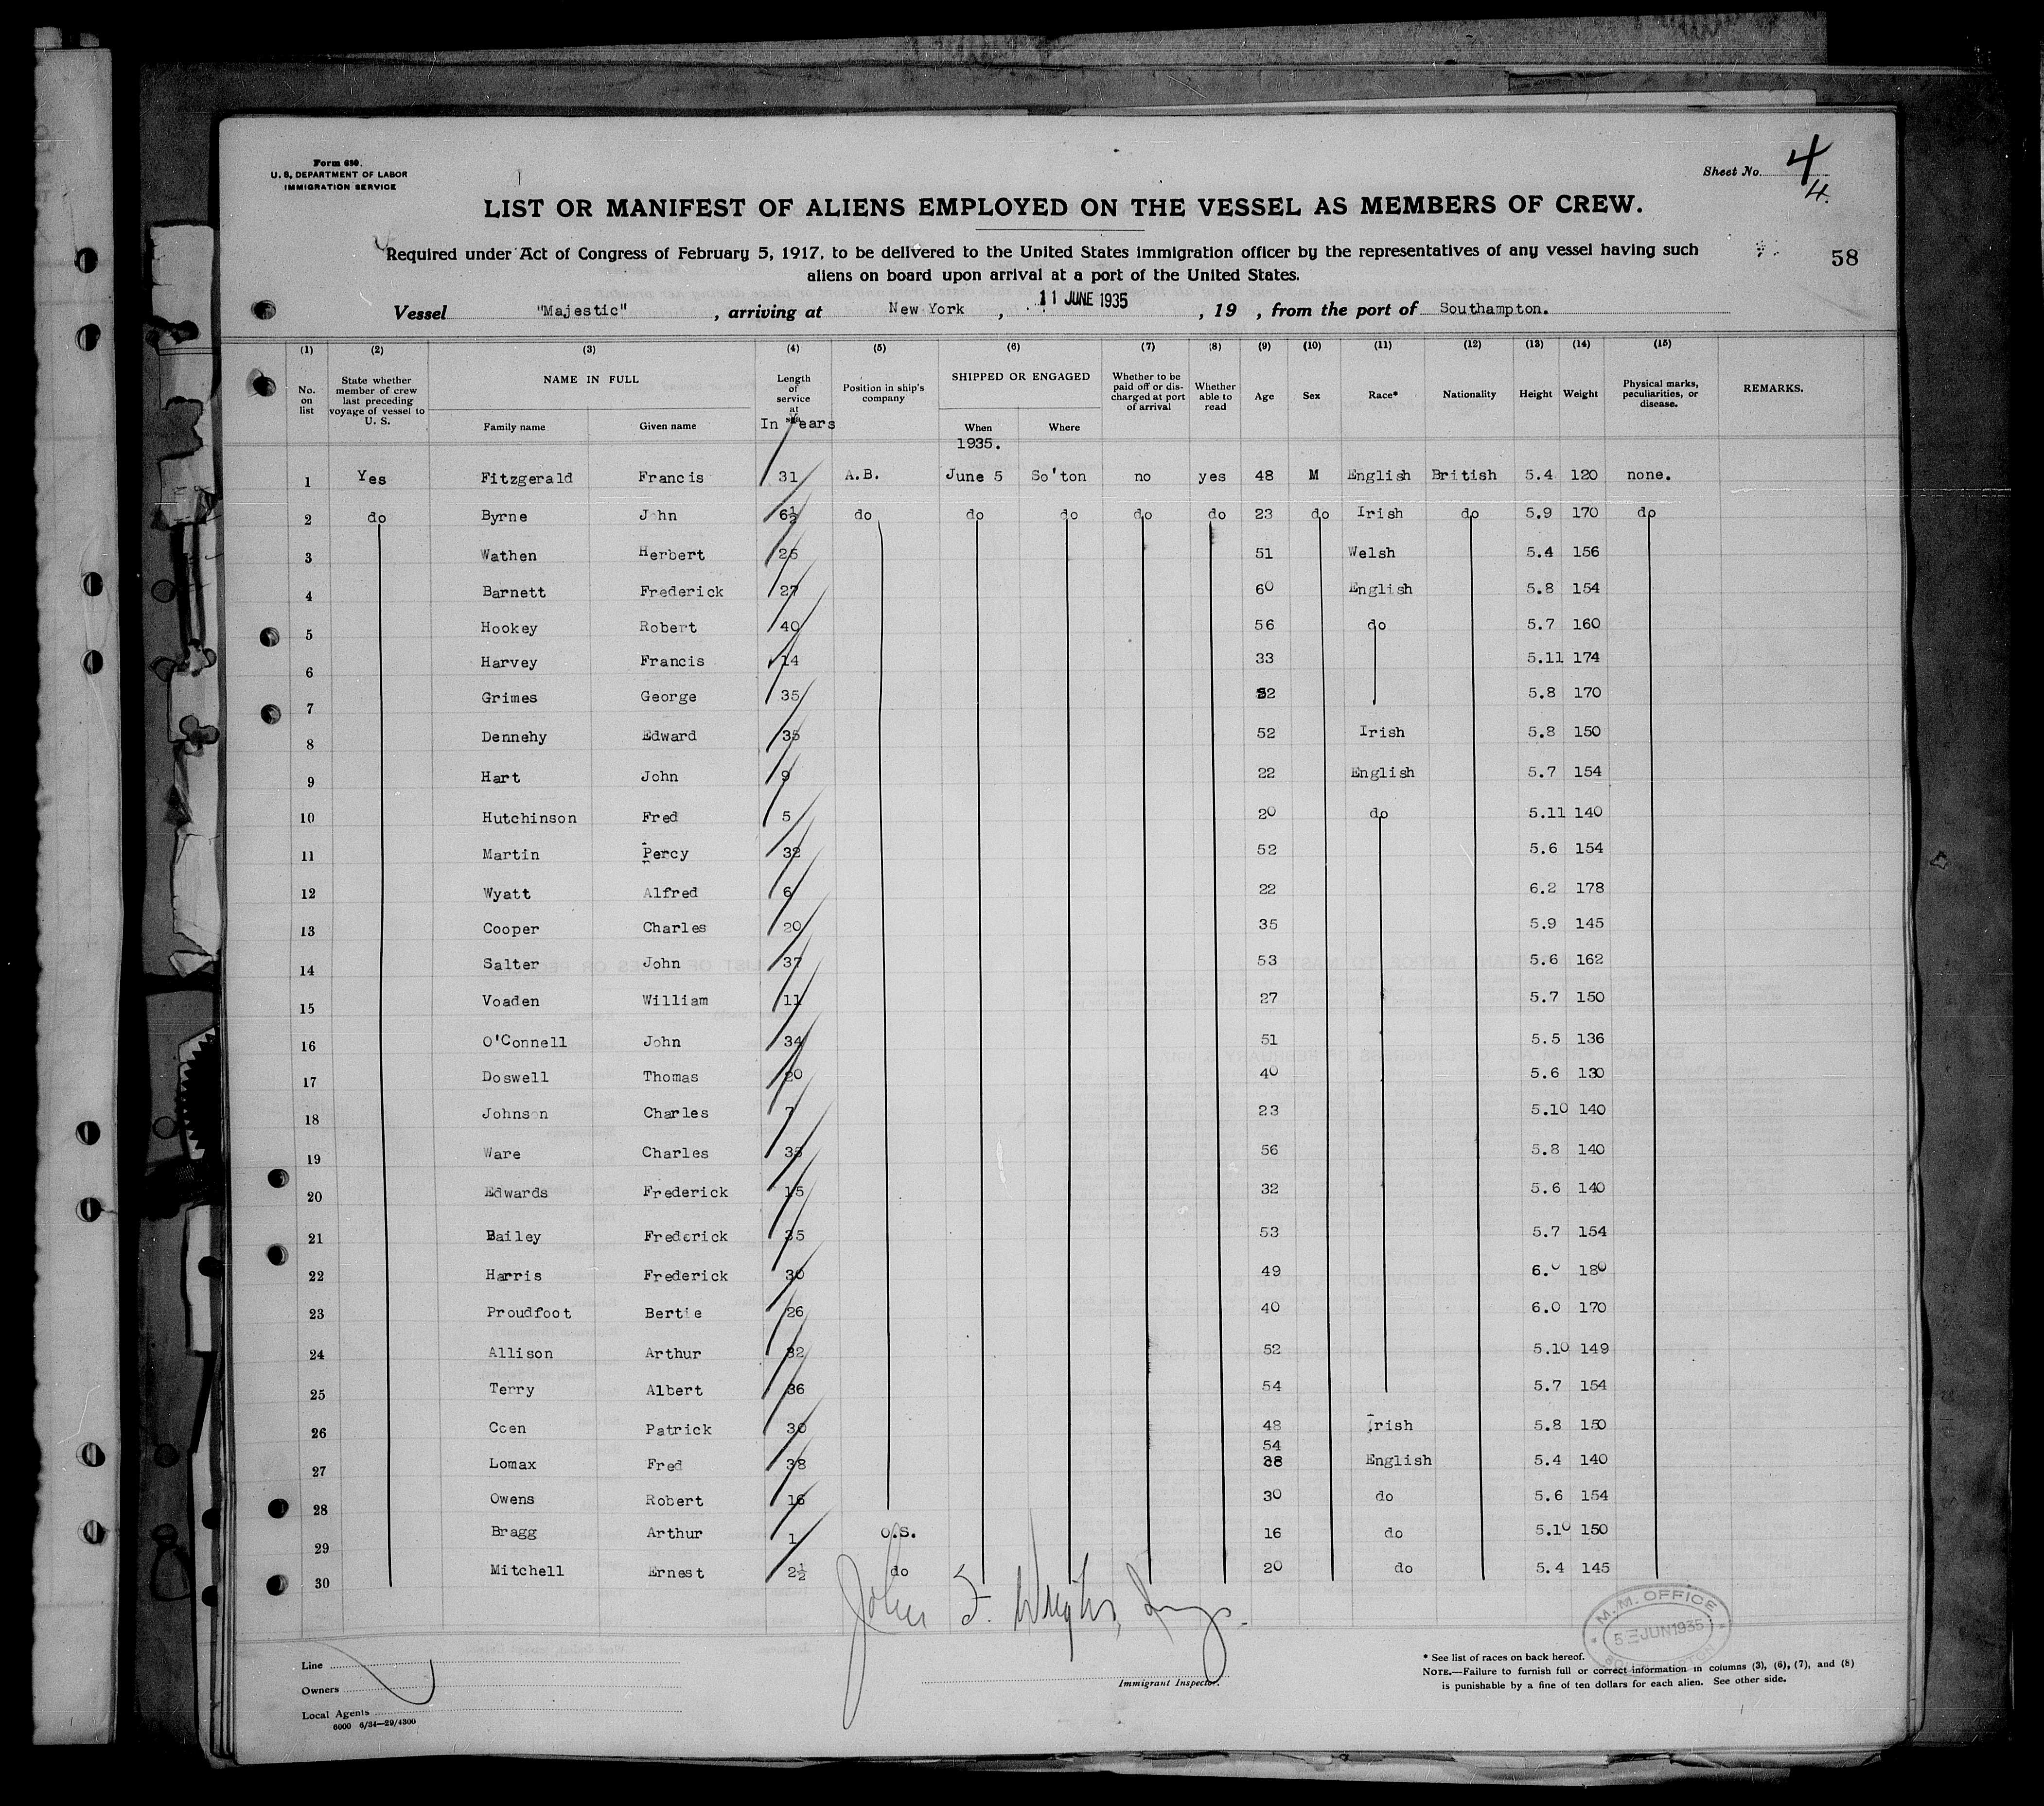 Form 680.
U. S. DEPARTMENT OF LABOR
IMMIGRATION SERVICE
Sheet No. 4
4.
LIST OR MANIFEST OF ALIENS EMPLOYED ON THE VESSEL AS MEMBERS OF CREW.
Required under Act of Congress of February 5, 1917, to be delivered to the United States immigration officer by the representatives of any vessel having such
aliens on board upon arrival at a port of the United States.
58
Vessel "Majestic", arriving at New York, 11 JUNE 1935, 19 , from the port of Southampton.
(1) (2) (3) (4) (5) (6) (7) (8) (9) (10) (11) (12) (13) (14) (15)
No. on list State whether member of crew last preceding voyage of vessel to U. S. NAME IN FULL Family name Given name Length of service at In Years Position in ship's company SHIPPED OR ENGAGED When Where Whether to be paid off or discharged at port of arrival Whether able to read Age Sex Race* Nationality Height Weight Physical marks, peculiarities, or disease. REMARKS.
1935.
1 Yes Fitzgerald Francis 31 A.B. June 5 So'ton no yes 48 M English British 5.4 120 none.
2 do Byrne John 6½ do do do do do 23 do Irish do 5.9 170 do
3 Wathen Herbert 26 51 Welsh 5.4 156
4 Barnett Frederick 27 60 English 5.8 154
5 Hookey Robert 40 56 do 5.7 160
6 Harvey Francis 14 33 5.11 174
7 Grimes George 35 52 5.8 170
8 Dennehy Edward 35 52 Irish 5.8 150
9 Hart John 9 22 English 5.7 154
10 Hutchinson Fred 5 20 do 5.11 140
11 Martin Percy 32 52 5.6 154
12 Wyatt Alfred 6 22 6.2 178
13 Cooper Charles 20 35 5.9 145
14 Salter John 37 53 5.6 162
15 Voaden William 11 27 5.7 150
16 O'Connell John 34 51 5.5 136
17 Doswell Thomas 20 40 5.6 130
18 Johnson Charles 7 23 5.10 140
19 Ware Charles 35 56 5.8 140
20 Edwards Frederick 15 32 5.6 140
21 Bailey Frederick 35 53 5.7 154
22 Harris Frederick 30 49 6.0 180
23 Proudfoot Bertie 26 40 6.0 170
24 Allison Arthur 32 52 5.10 149
25 Terry Albert 36 54 5.7 154
26 Coen Patrick 30 48 Irish 5.8 150
54
27 Lomax Fred 38 38 English 5.4 140
28 Owens Robert 16 30 do 5.6 154
29 Bragg Arthur 1 O.S. 16 do 5.10 150
30 Mitchell Ernest 2½ do 20 do 5.4 145
John F. Wright, Insp.
M.M. OFFICE
5 JUN 1935
SOUTHAMPTON
Line
Owners
Local Agents
6000 6/34—29/4300
Immigrant Inspector.
* See list of races on back hereof.
NOTE.—Failure to furnish full or correct information in columns (3), (6), (7), and (8)
is punishable by a fine of ten dollars for each alien. See other side.